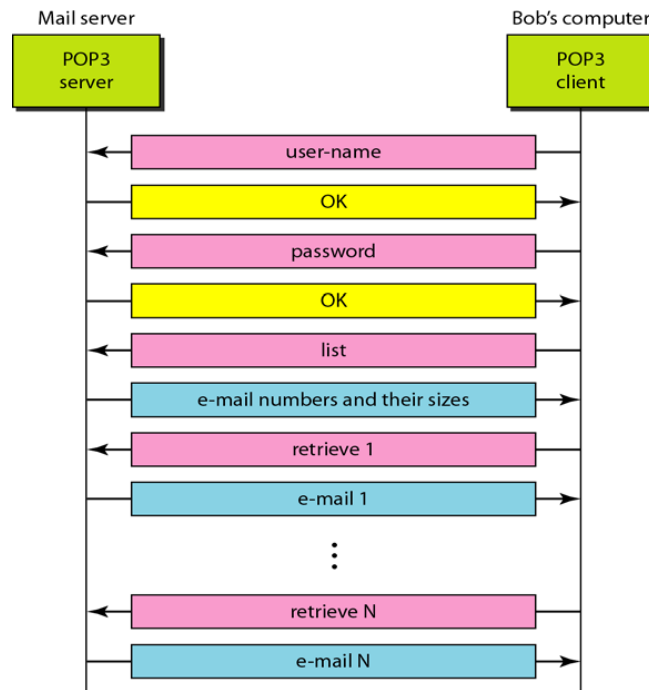 Mail server
Bob's computer
POP3
server
POP3
client
user-name
OK
password
OK
list
e-mail numbers and their sizes
retrieve 1
e-mail 1
retrieve N
e-mail N